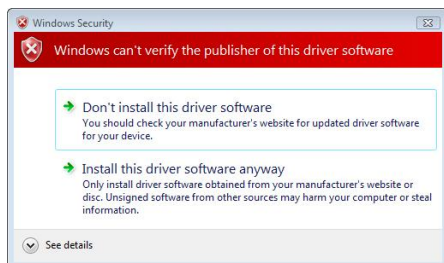 Windows Security
Windows can't verify the publisher of this driver software
Don't install this driver software
You should check your manufacturer's website for updated driver software
for your device.
Install this driver software anyway
Only install driver software obtained from your manufacturer's website or
disc. Unsigned software from other sources may harm your computer or steal
information.
See details